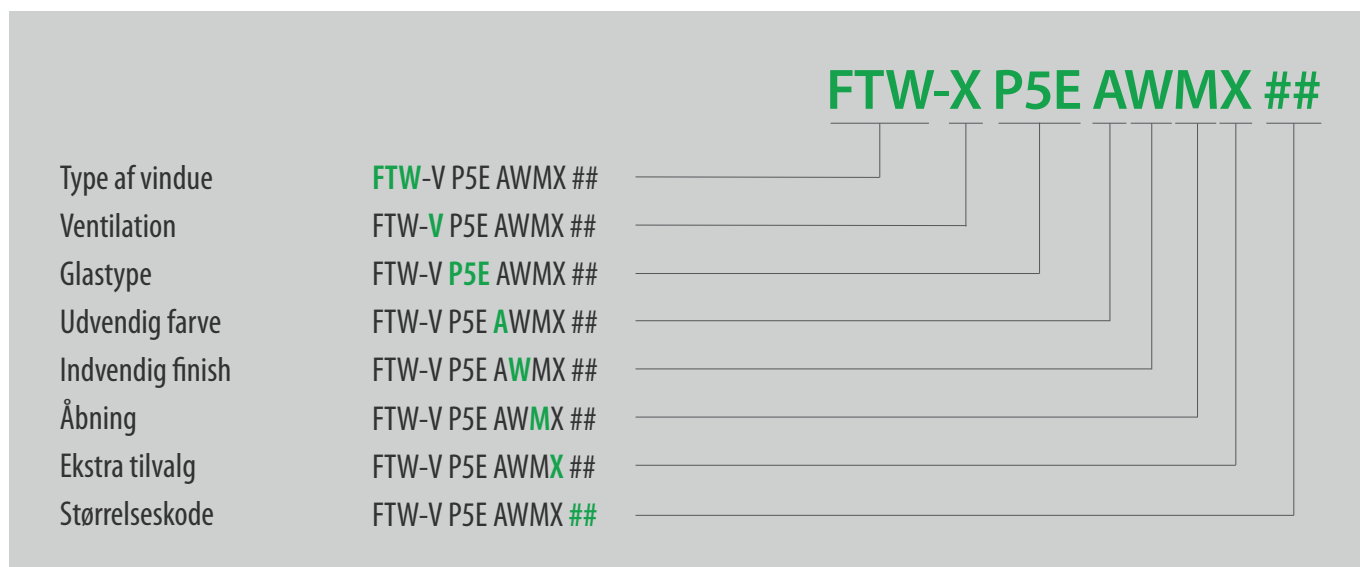 FTW-X P5E AWMX ##
Type af vindue FTW-V P5E AWMX ##
Ventilation FTW-V P5E AWMX ##
Glastype FTW-V P5E AWMX ##
Udvendig farve FTW-V P5E AWMX ##
Indvendig finish FTW-V P5E AWMX ##
Åbning FTW-V P5E AWMX ##
Ekstra tilvalg FTW-V P5E AWMX ##
Størrelseskode FTW-V P5E AWMX ##